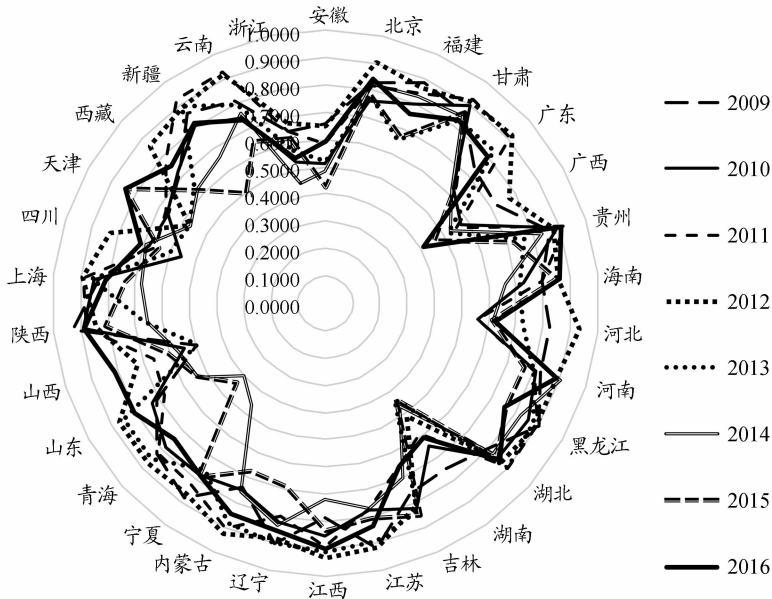 安徽
北京
福建
甘肃
广东
广西
贵州
海南
河北
河南
黑龙江
湖北
湖南
吉林
江苏
江西
辽宁
内蒙古
宁夏
青海
山东
山西
陕西
上海
四川
天津
西藏
新疆
云南
浙江
1.0000
0.9000
0.8000
0.7000
0.6000
0.5000
0.4000
0.3000
0.2000
0.1000
0.0000
2009
2010
2011
2012
2013
2014
2015
2016